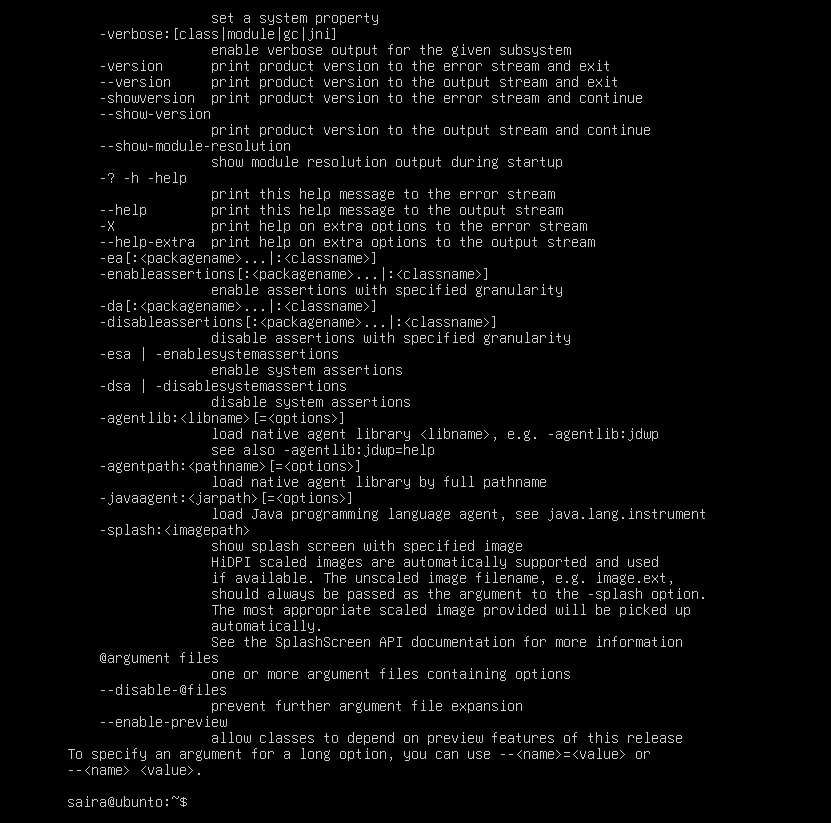 set a system property
-verbose:[class|module|gc|jni]
enable verbose output for the given subsystem
-version      print product version to the error stream and exit
--version     print product version to the output stream and exit
-showversion  print product version to the error stream and continue
--show-version
print product version to the output stream and continue
--show-module-resolution
show module resolution output during startup
-? -h -help
print this help message to the error stream
--help        print this help message to the output stream
-X            print help on extra options to the error stream
--help-extra  print help on extra options to the output stream
-ea[:<packagename>...|:<classname>]
-enableassertions[:<packagename>...|:<classname>]
enable assertions with specified granularity
-da[:<packagename>...|:<classname>]
-disableassertions[:<packagename>...|:<classname>]
disable assertions with specified granularity
-esa | -enablesystemassertions
enable system assertions
-dsa | -disablesystemassertions
disable system assertions
-agentlib:<libname>[=<options>]
load native agent library <libname>, e.g. -agentlib:jdwp
see also -agentlib:jdwp=help
-agentpath:<pathname>[=<options>]
load native agent library by full pathname
-javaagent:<jarpath>[=<options>]
load Java programming language agent, see java.lang.instrument
-splash:<imagepath>
show splash screen with specified image
HiDPI scaled images are automatically supported and used
if available. The unscaled image filename, e.g. image.ext,
should always be passed as the argument to the -splash option.
The most appropriate scaled image provided will be picked up
automatically.
See the SplashScreen API documentation for more information
@argument files
one or more argument files containing options
--disable-@files
prevent further argument file expansion
--enable-preview
allow classes to depend on preview features of this release
To specify an argument for a long option, you can use --<name>=<value> or
--<name> <value>.
saira@ubunto:~$